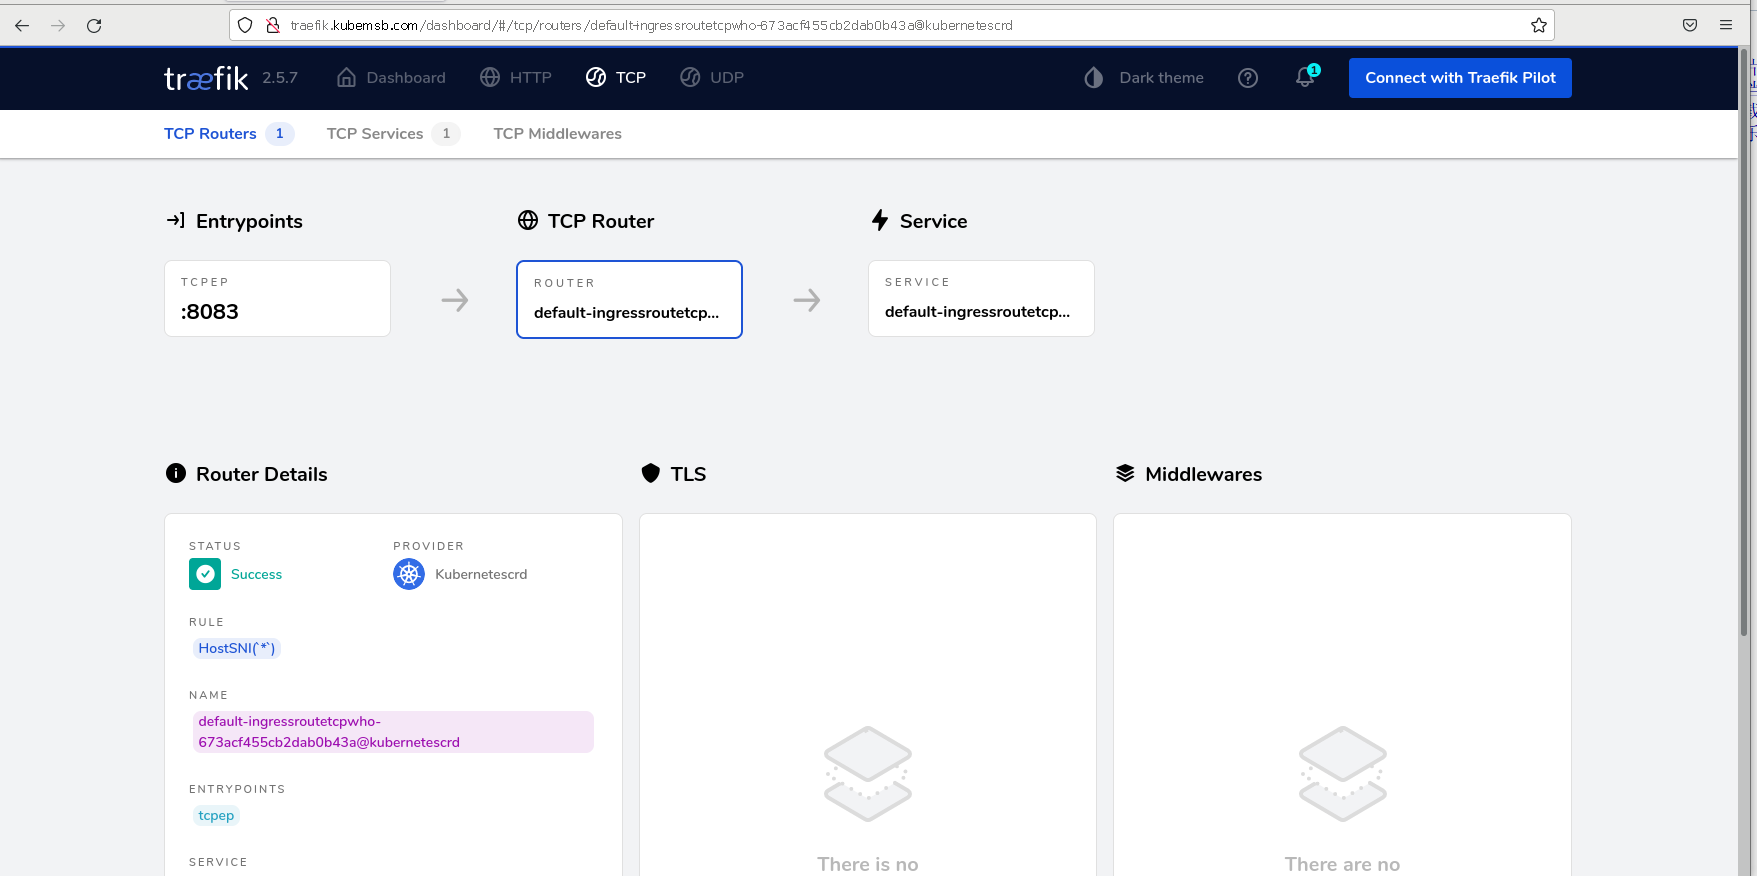 traefik.kubemsb.com/dashboard/#/tcp/routers/default-ingressroutetcpwho-673acf455cb2dab0b43a@kubernetescrd
træfik 2.5.7 Dashboard HTTP TCP UDP Dark theme 1 Connect with Traefik Pilot
TCP Routers 1 TCP Services 1 TCP Middlewares
Entrypoints TCP Router Service
TCPEP ROUTER SERVICE
:8083 default-ingressroutetcp... default-ingressroutetcp...
Router Details TLS Middlewares
STATUS PROVIDER
Success Kubernetescrd
RULE
HostSNI(`*`)
NAME
default-ingressroutetcpwho-
673acf455cb2dab0b43a@kubernetescrd
ENTRYPOINTS
tcpep
SERVICE
There is no There are no